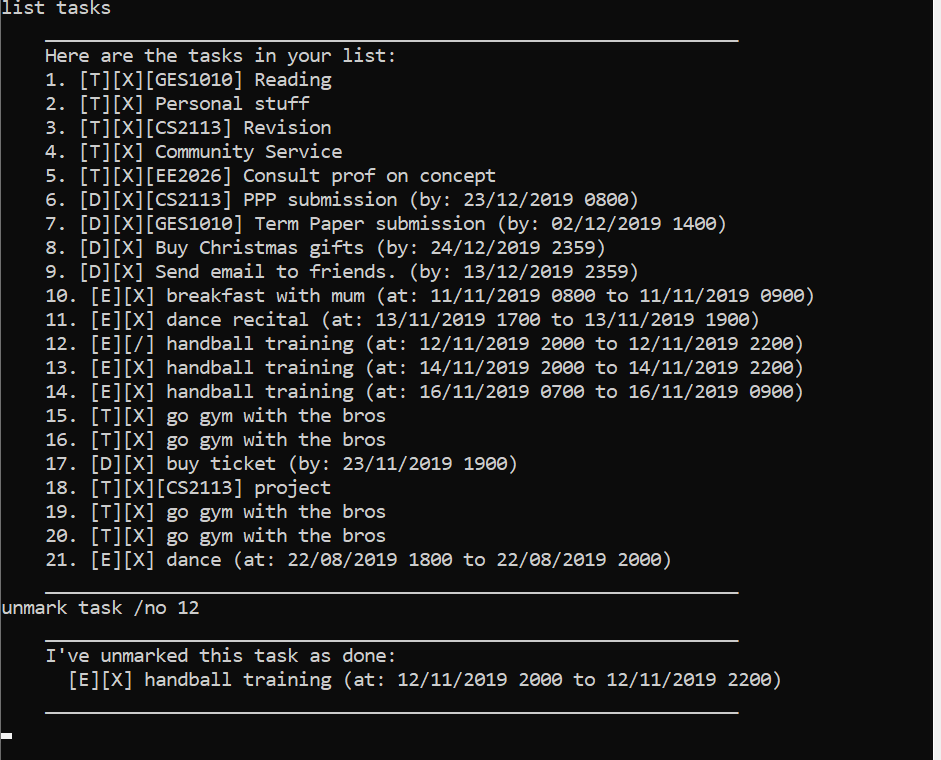 list tasks
Here are the tasks in your list:
1. [T][X][GES1010] Reading
2. [T][X] Personal stuff
3. [T][X][CS2113] Revision
4. [T][X] Community Service
5. [T][X][EE2026] Consult prof on concept
6. [D][X][CS2113] PPP submission (by: 23/12/2019 0800)
7. [D][X][GES1010] Term Paper submission (by: 02/12/2019 1400)
8. [D][X] Buy Christmas gifts (by: 24/12/2019 2359)
9. [D][X] Send email to friends. (by: 13/12/2019 2359)
10. [E][X] breakfast with mum (at: 11/11/2019 0800 to 11/11/2019 0900)
11. [E][X] dance recital (at: 13/11/2019 1700 to 13/11/2019 1900)
12. [E][/] handball training (at: 12/11/2019 2000 to 12/11/2019 2200)
13. [E][X] handball training (at: 14/11/2019 2000 to 14/11/2019 2200)
14. [E][X] handball training (at: 16/11/2019 0700 to 16/11/2019 0900)
15. [T][X] go gym with the bros
16. [T][X] go gym with the bros
17. [D][X] buy ticket (by: 23/11/2019 1900)
18. [T][X][CS2113] project
19. [T][X] go gym with the bros
20. [T][X] go gym with the bros
21. [E][X] dance (at: 22/08/2019 1800 to 22/08/2019 2000)
unmark task /no 12
I've unmarked this task as done:
[E][X] handball training (at: 12/11/2019 2000 to 12/11/2019 2200)